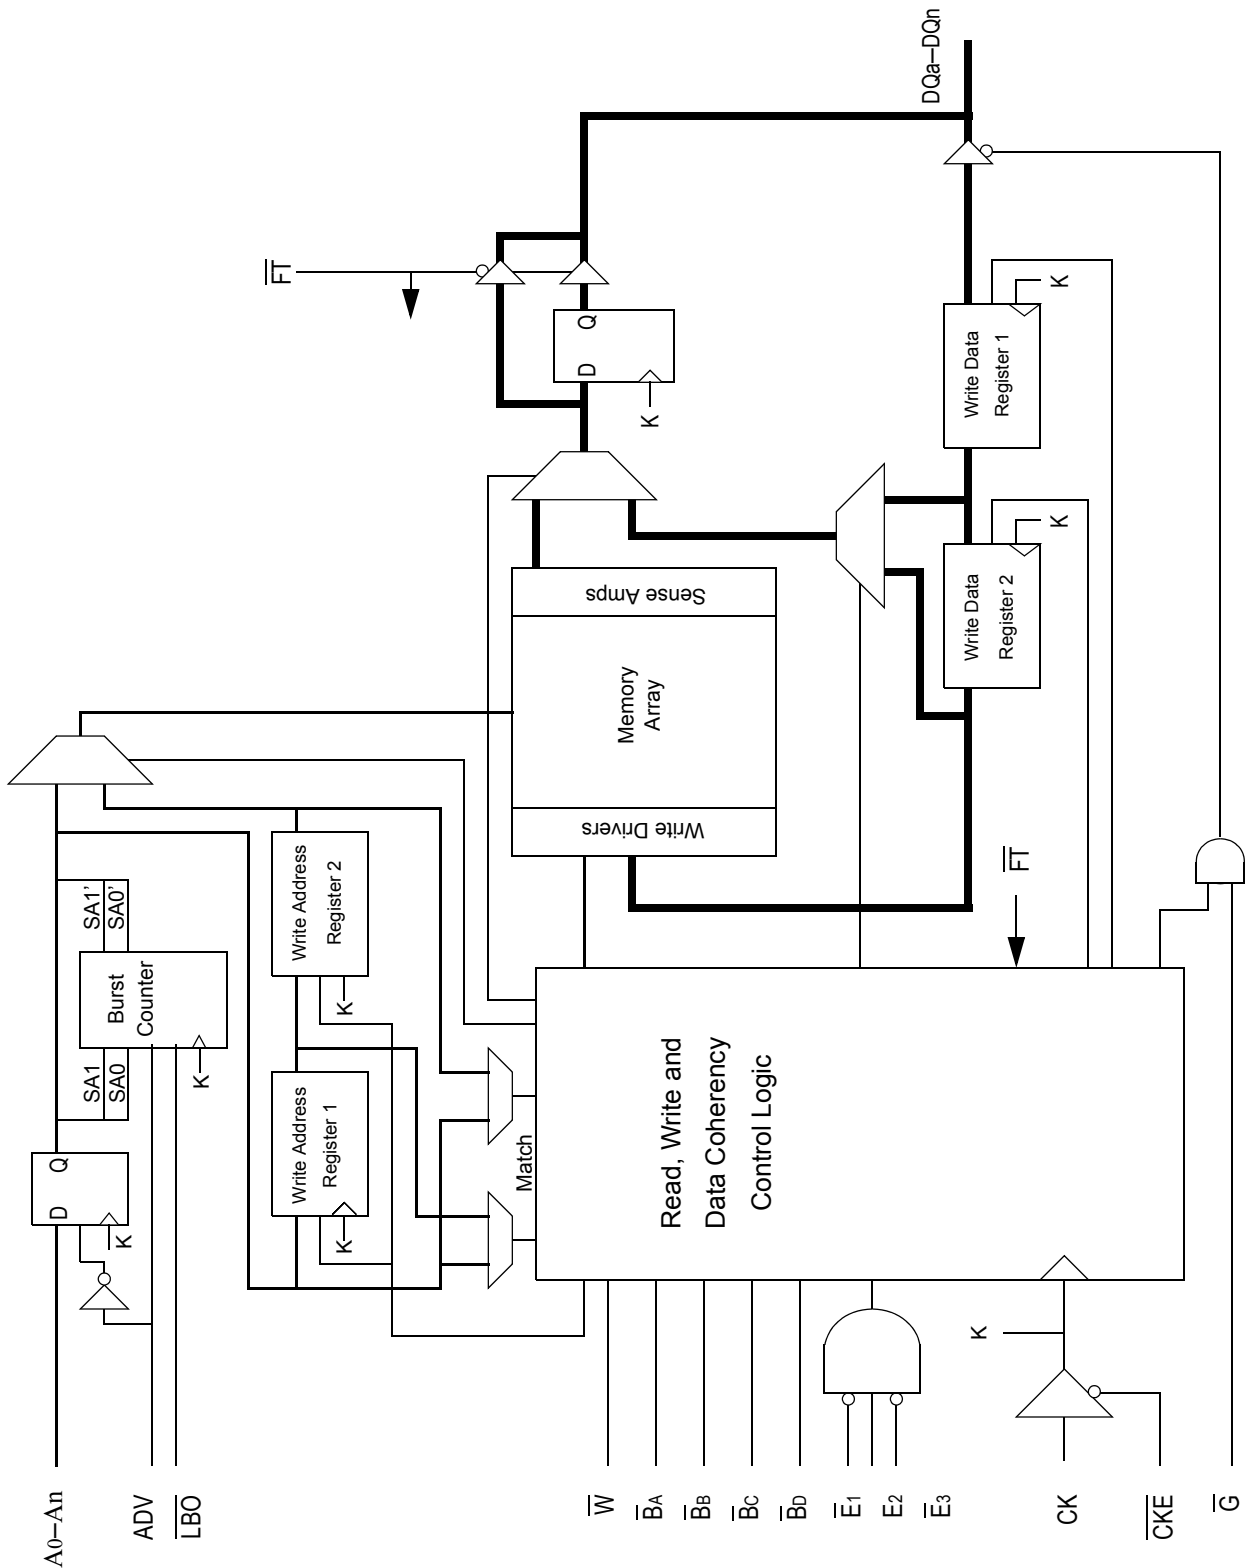 A0–An
ADV
LBO
W
BA
BB
BC
BD
E1
E2
E3
CK
CKE
G
D Q
K
SA1
SA0
Burst
Counter
SA1’
SA0’
K
Write Address
Register 1
K
Write Address
Register 2
K
Match
Read, Write and
Data Coherency
Control Logic
K
FT
Write Drivers
Memory
Array
Sense Amps
Write Data
Register 2
K
Write Data
Register 1
K
D Q
K
FT
DQa–DQn